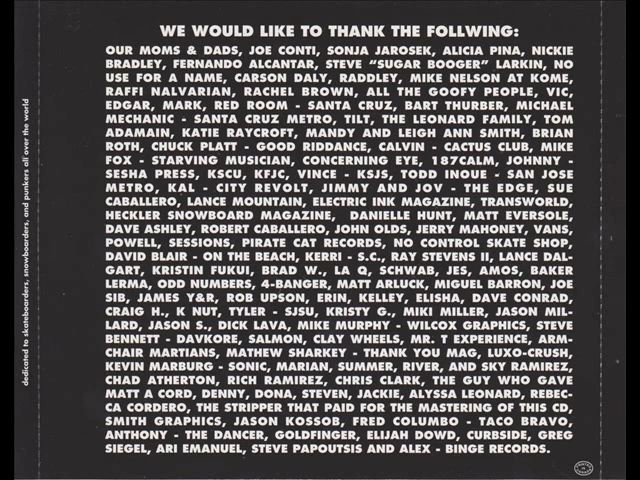 WE WOULD LIKE TO THANK THE FOLLWING:
OUR MOMS & DADS, JOE CONTI, SONJA JAROSEK, ALICIA PINA, NICKIE
BRADLEY, FERNANDO ALCANTAR, STEVE "SUGAR BOOGER" LARKIN, NO
USE FOR A NAME, CARSON DALY, RADDLEY, MIKE NELSON AT KOME,
RAFFI NALVARIAN, RACHEL BROWN, ALL THE GOOFY PEOPLE, VIC,
EDGAR, MARK, RED ROOM - SANTA CRUZ, BART THURBER, MICHAEL
MECHANIC - SANTA CRUZ METRO, TILT, THE LEONARD FAMILY, TOM
ADAMAIN, KATIE RAYCROFT, MANDY AND LEIGH ANN SMITH, BRIAN
ROTH, CHUCK PLATT - GOOD RIDDANCE, CALVIN - CACTUS CLUB, MIKE
FOX - STARVING MUSICIAN, CONCERNING EYE, 187CALM, JOHNNY -
SESHA PRESS, KSCU, KFJC, VINCE - KSJS, TODD INOUE - SAN JOSE
METRO, KAL - CITY REVOLT, JIMMY AND JOV - THE EDGE, SUE
CABALLERO, LANCE MOUNTAIN, ELECTRIC INK MAGAZINE, TRANSWORLD,
HECKLER SNOWBOARD MAGAZINE, DANIELLE HUNT, MATT EVERSOLE,
DAVE ASHLEY, ROBERT CABALLERO, JOHN OLDS, JERRY MAHONEY, VANS,
POWELL, SESSIONS, PIRATE CAT RECORDS, NO CONTROL SKATE SHOP,
DAVID BLAIR - ON THE BEACH, KERRI - S.C., RAY STEVENS II, LANCE DAL-
GART, KRISTIN FUKUI, BRAD W., LA Q, SCHWAB, JES, AMOS, BAKER
LERMA, ODD NUMBERS, 4-BANGER, MATT ARLUCK, MIGUEL BARRON, JOE
SIB, JAMES Y&R, ROB UPSON, ERIN, KELLEY, ELISHA, DAVE CONRAD,
CRAIG H., K NUT, TYLER - SJSU, KRISTY G., MIKI MILLER, JASON MIL-
LARD, JASON S., DICK LAVA, MIKE MURPHY - WILCOX GRAPHICS, STEVE
BENNETT - DAVKORE, SALMON, CLAY WHEELS, MR. T EXPERIENCE, ARM-
CHAIR MARTIANS, MATHEW SHARKEY - THANK YOU MAG, LUXO-CRUSH,
KEVIN MARBURG - SONIC, MARIAN, SUMMER, RIVER, AND SKY RAMIREZ,
CHAD ATHERTON, RICH RAMIREZ, CHRIS CLARK, THE GUY WHO GAVE
MATT A CORD, DENNY, DONA, STEVEN, JACKIE, ALYSSA LEONARD, REBEC-
CA CORDERO, THE STRIPPER THAT PAID FOR THE MASTERING OF THIS CD,
SMITH GRAPHICS, JASON KOSSOB, FRED COLUMBO - TACO BRAVO,
ANTHONY - THE DANCER, GOLDFINGER, ELIJAH DOWD, CURBSIDE, GREG
SIEGEL, ARI EMANUEL, STEVE PAPOUTSIS AND ALEX - BINGE RECORDS.
dedicated to skateboarders, snowboarders, and punkers all over the world